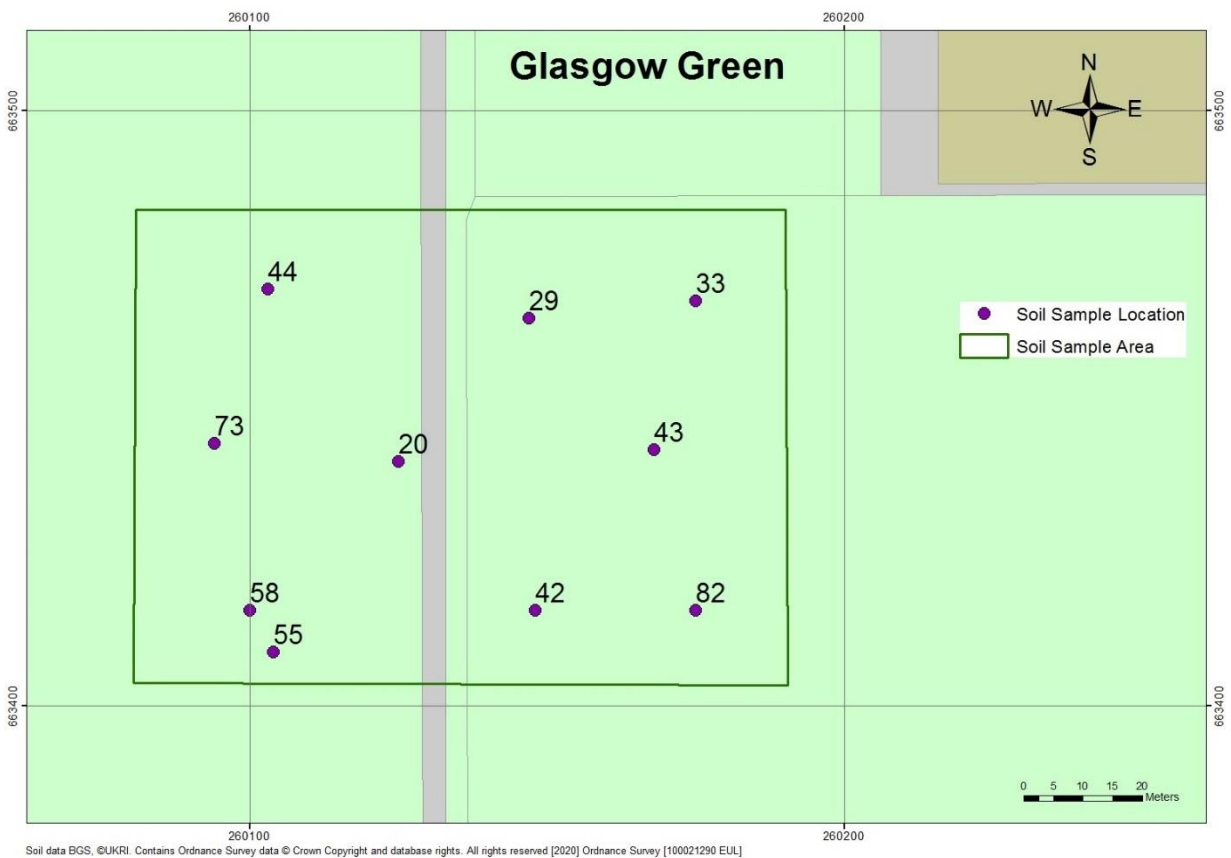 260100
260200
Glasgow Green
N
W E
S
663500
663500
44
29
33
Soil Sample Location
Soil Sample Area
73
20
43
58
42
82
55
663400
663400
0 5 10 15 20
Meters
260100
260200
Soil data BGS, ©UKRI. Contains Ordnance Survey data © Crown Copyright and database rights. All rights reserved [2020] Ordnance Survey [100021290 EUL]